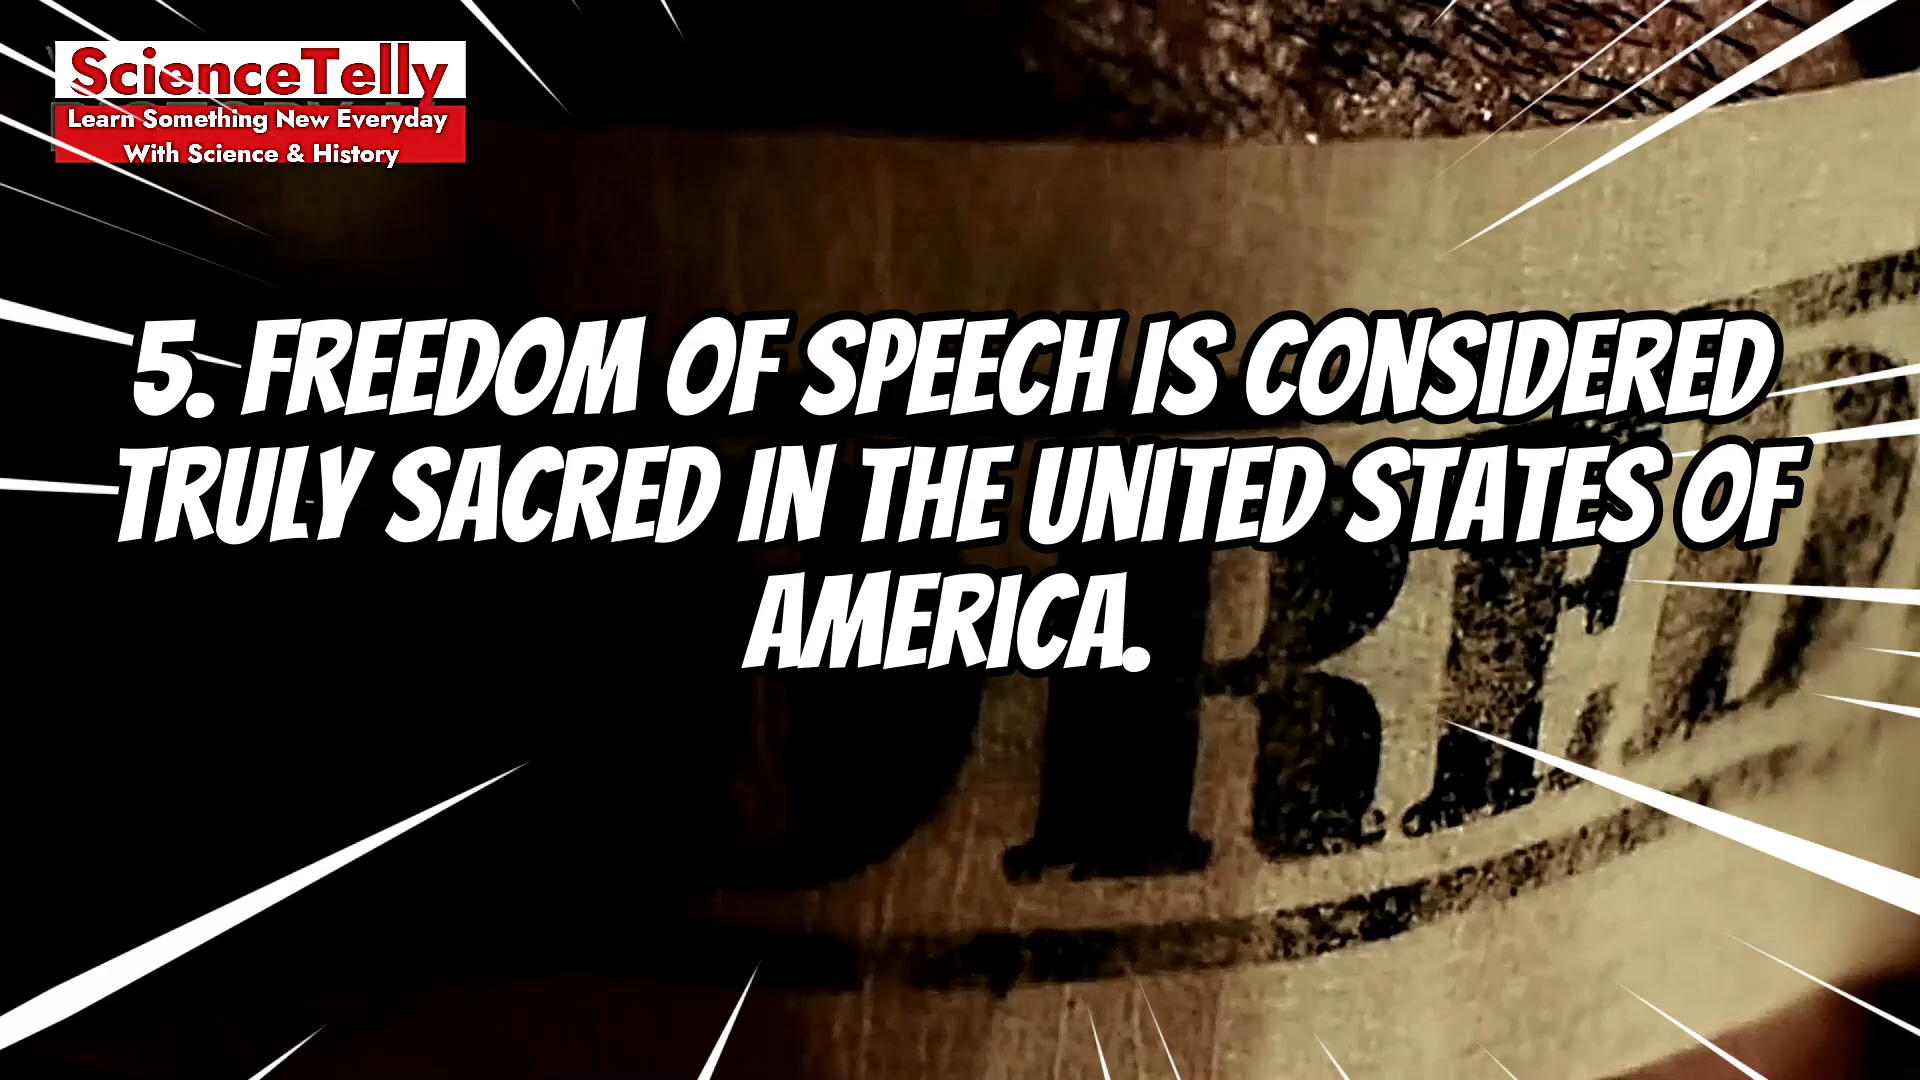 ScienceTelly
Learn Something New Everyday
With Science & History
5. FREEDOM OF SPEECH IS CONSIDERED
TRULY SACRED IN THE UNITED STATES OF
AMERICA.